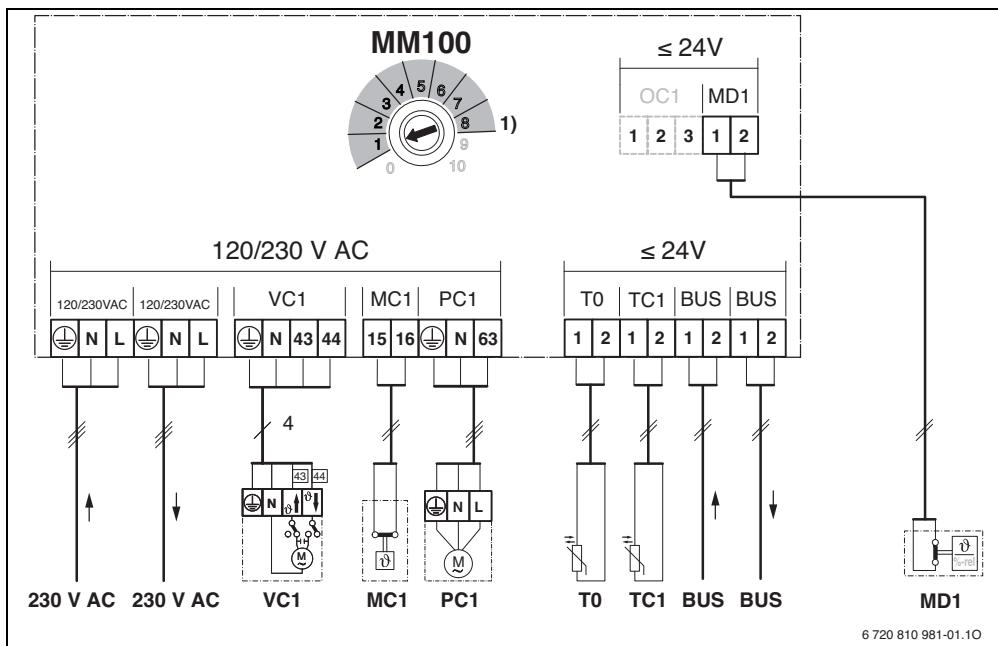 MM100
≤ 24V
OC1 MD1
1 2 3 1 2
0 1 2 3 4 5 6 7 8 9 10
1)
120/230 V AC
≤ 24V
120/230VAC 120/230VAC VC1 MC1 PC1 T0 TC1 BUS BUS
N L N L N 43 44 15 16 N 63 1 2 1 2 1 2 1 2
4
43 44
N ϑ ϑ N L
M ~ ϑ M ~ ϑ
%-rel
230 V AC 230 V AC VC1 MC1 PC1 T0 TC1 BUS BUS MD1
6 720 810 981-01.1O